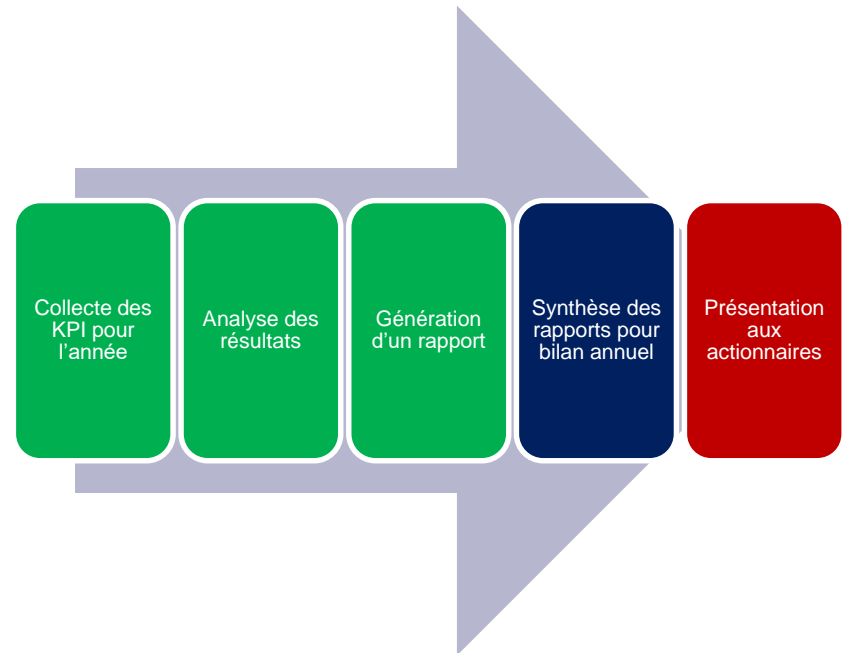 Collecte des
KPI pour
l’année
Analyse des
résultats
Génération
d’un rapport
Synthèse des
rapports pour
bilan annuel
Présentation
aux
actionnaires